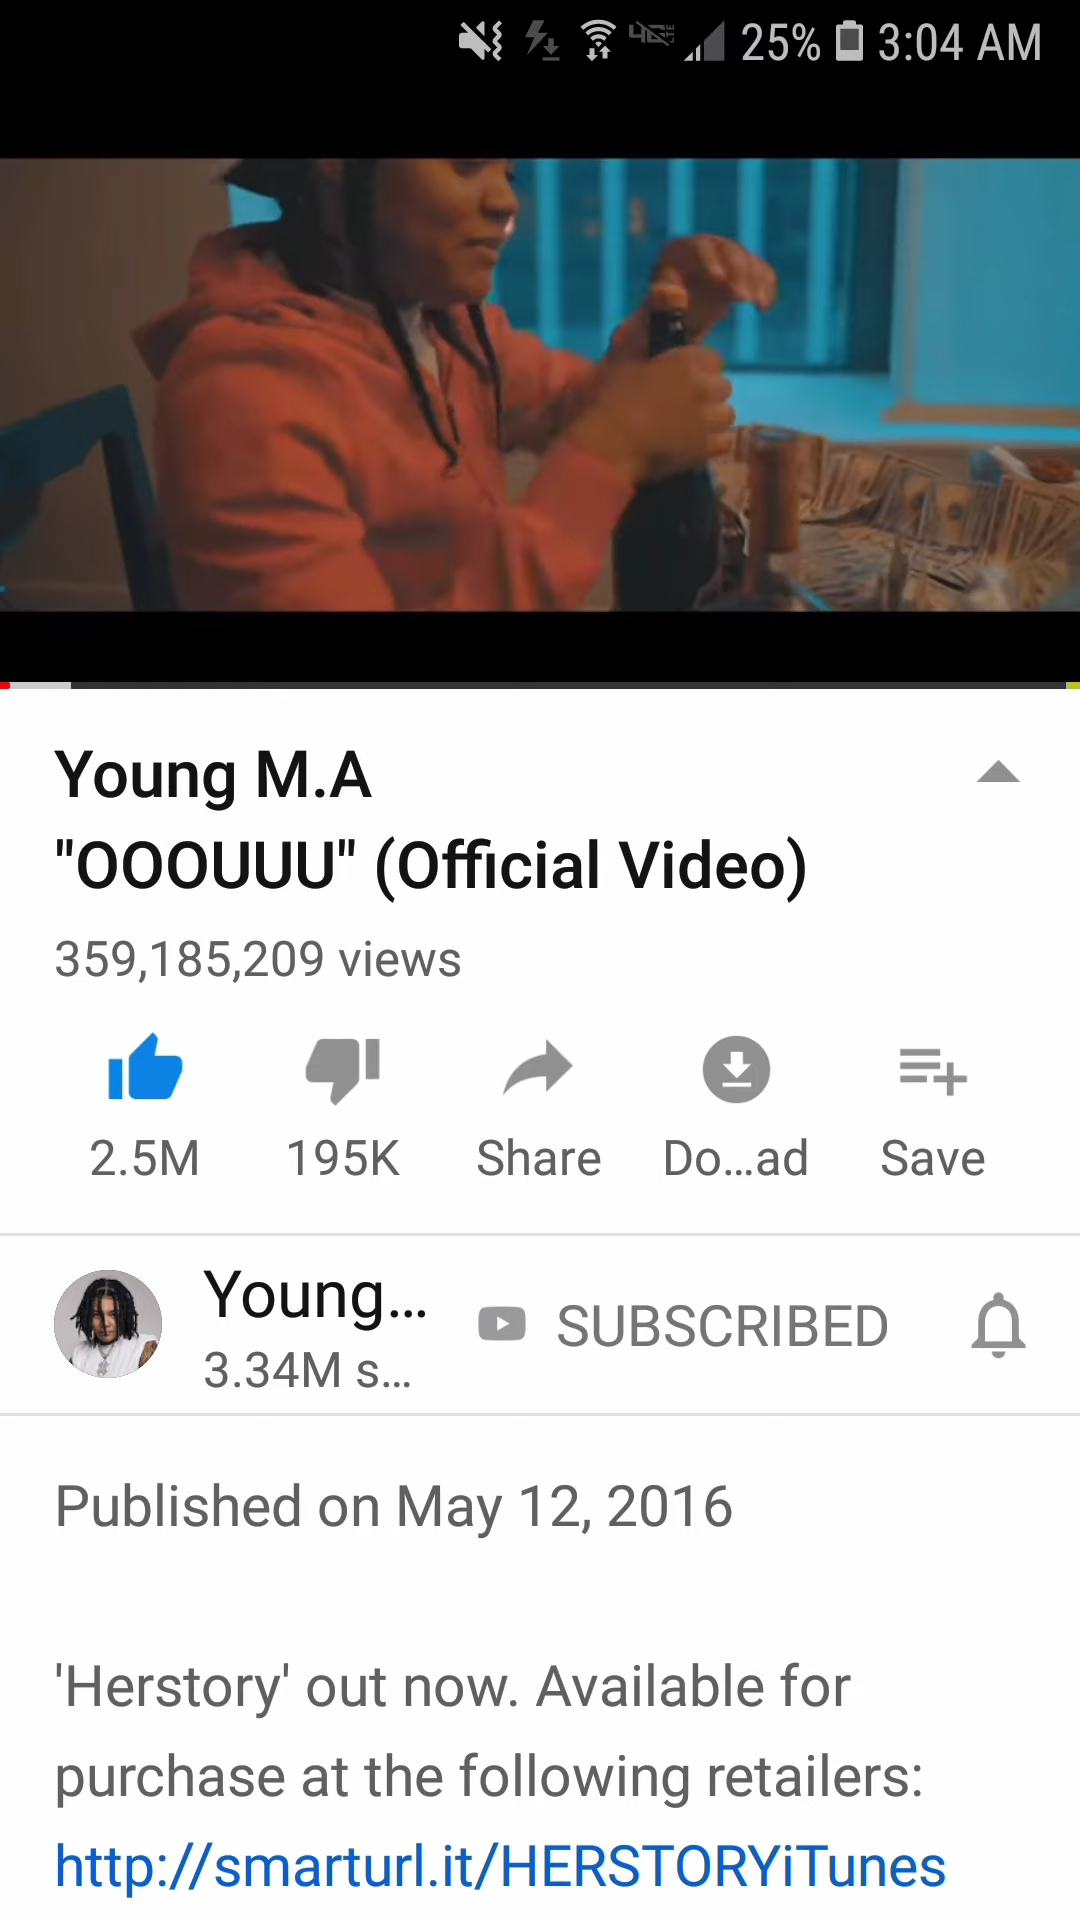 25% 3:04 AM
Young M.A
"OOOUUU" (Official Video)
359,185,209 views
2.5M 195K Share Do...ad Save
Young...
3.34M s...
SUBSCRIBED
Published on May 12, 2016
'Herstory' out now. Available for
purchase at the following retailers:
http://smarturl.it/HERSTORYiTunes